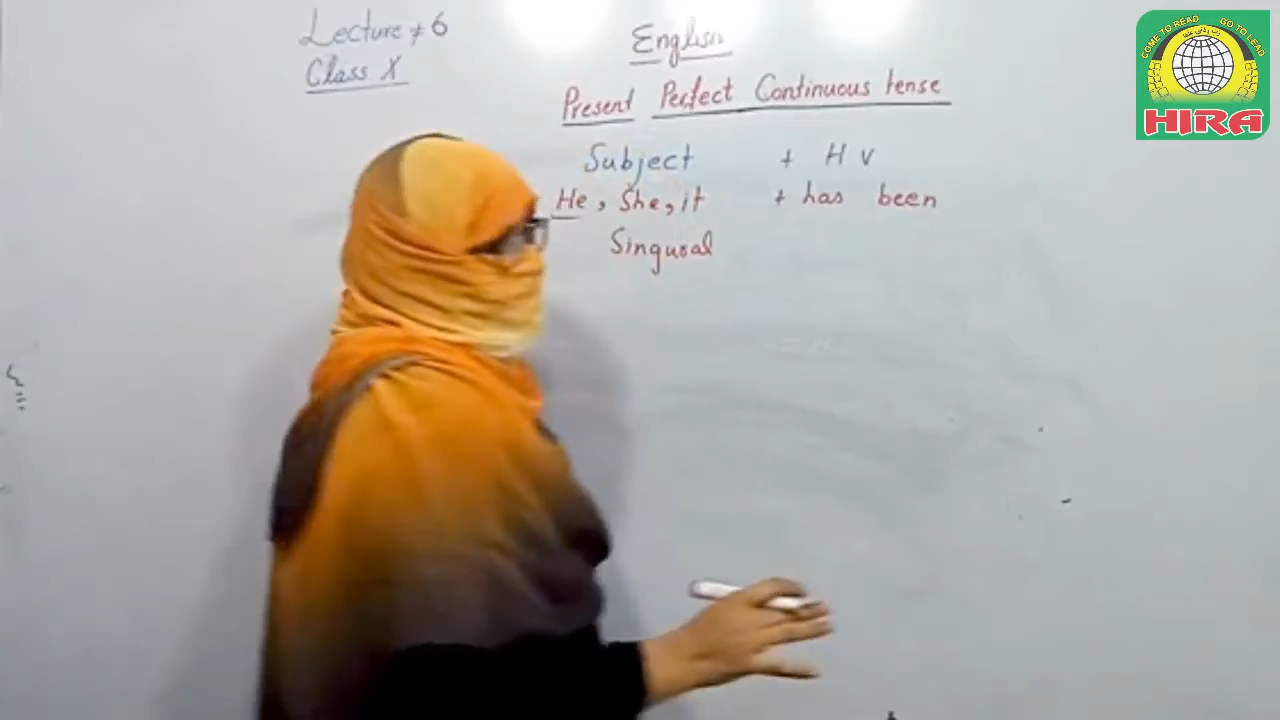 Lecture # 6
Class X
English
Present Perfect Continuous tense
Subject + H v
He, She, it + has been
Singural
COME TO READ GO TO LEAD
HIRA